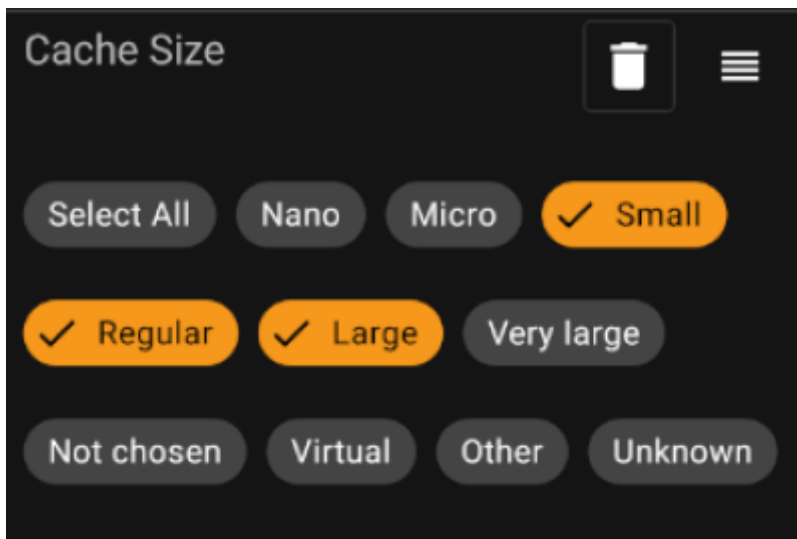 Cache Size
Select All Nano Micro Small
Regular Large Very large
Not chosen Virtual Other Unknown